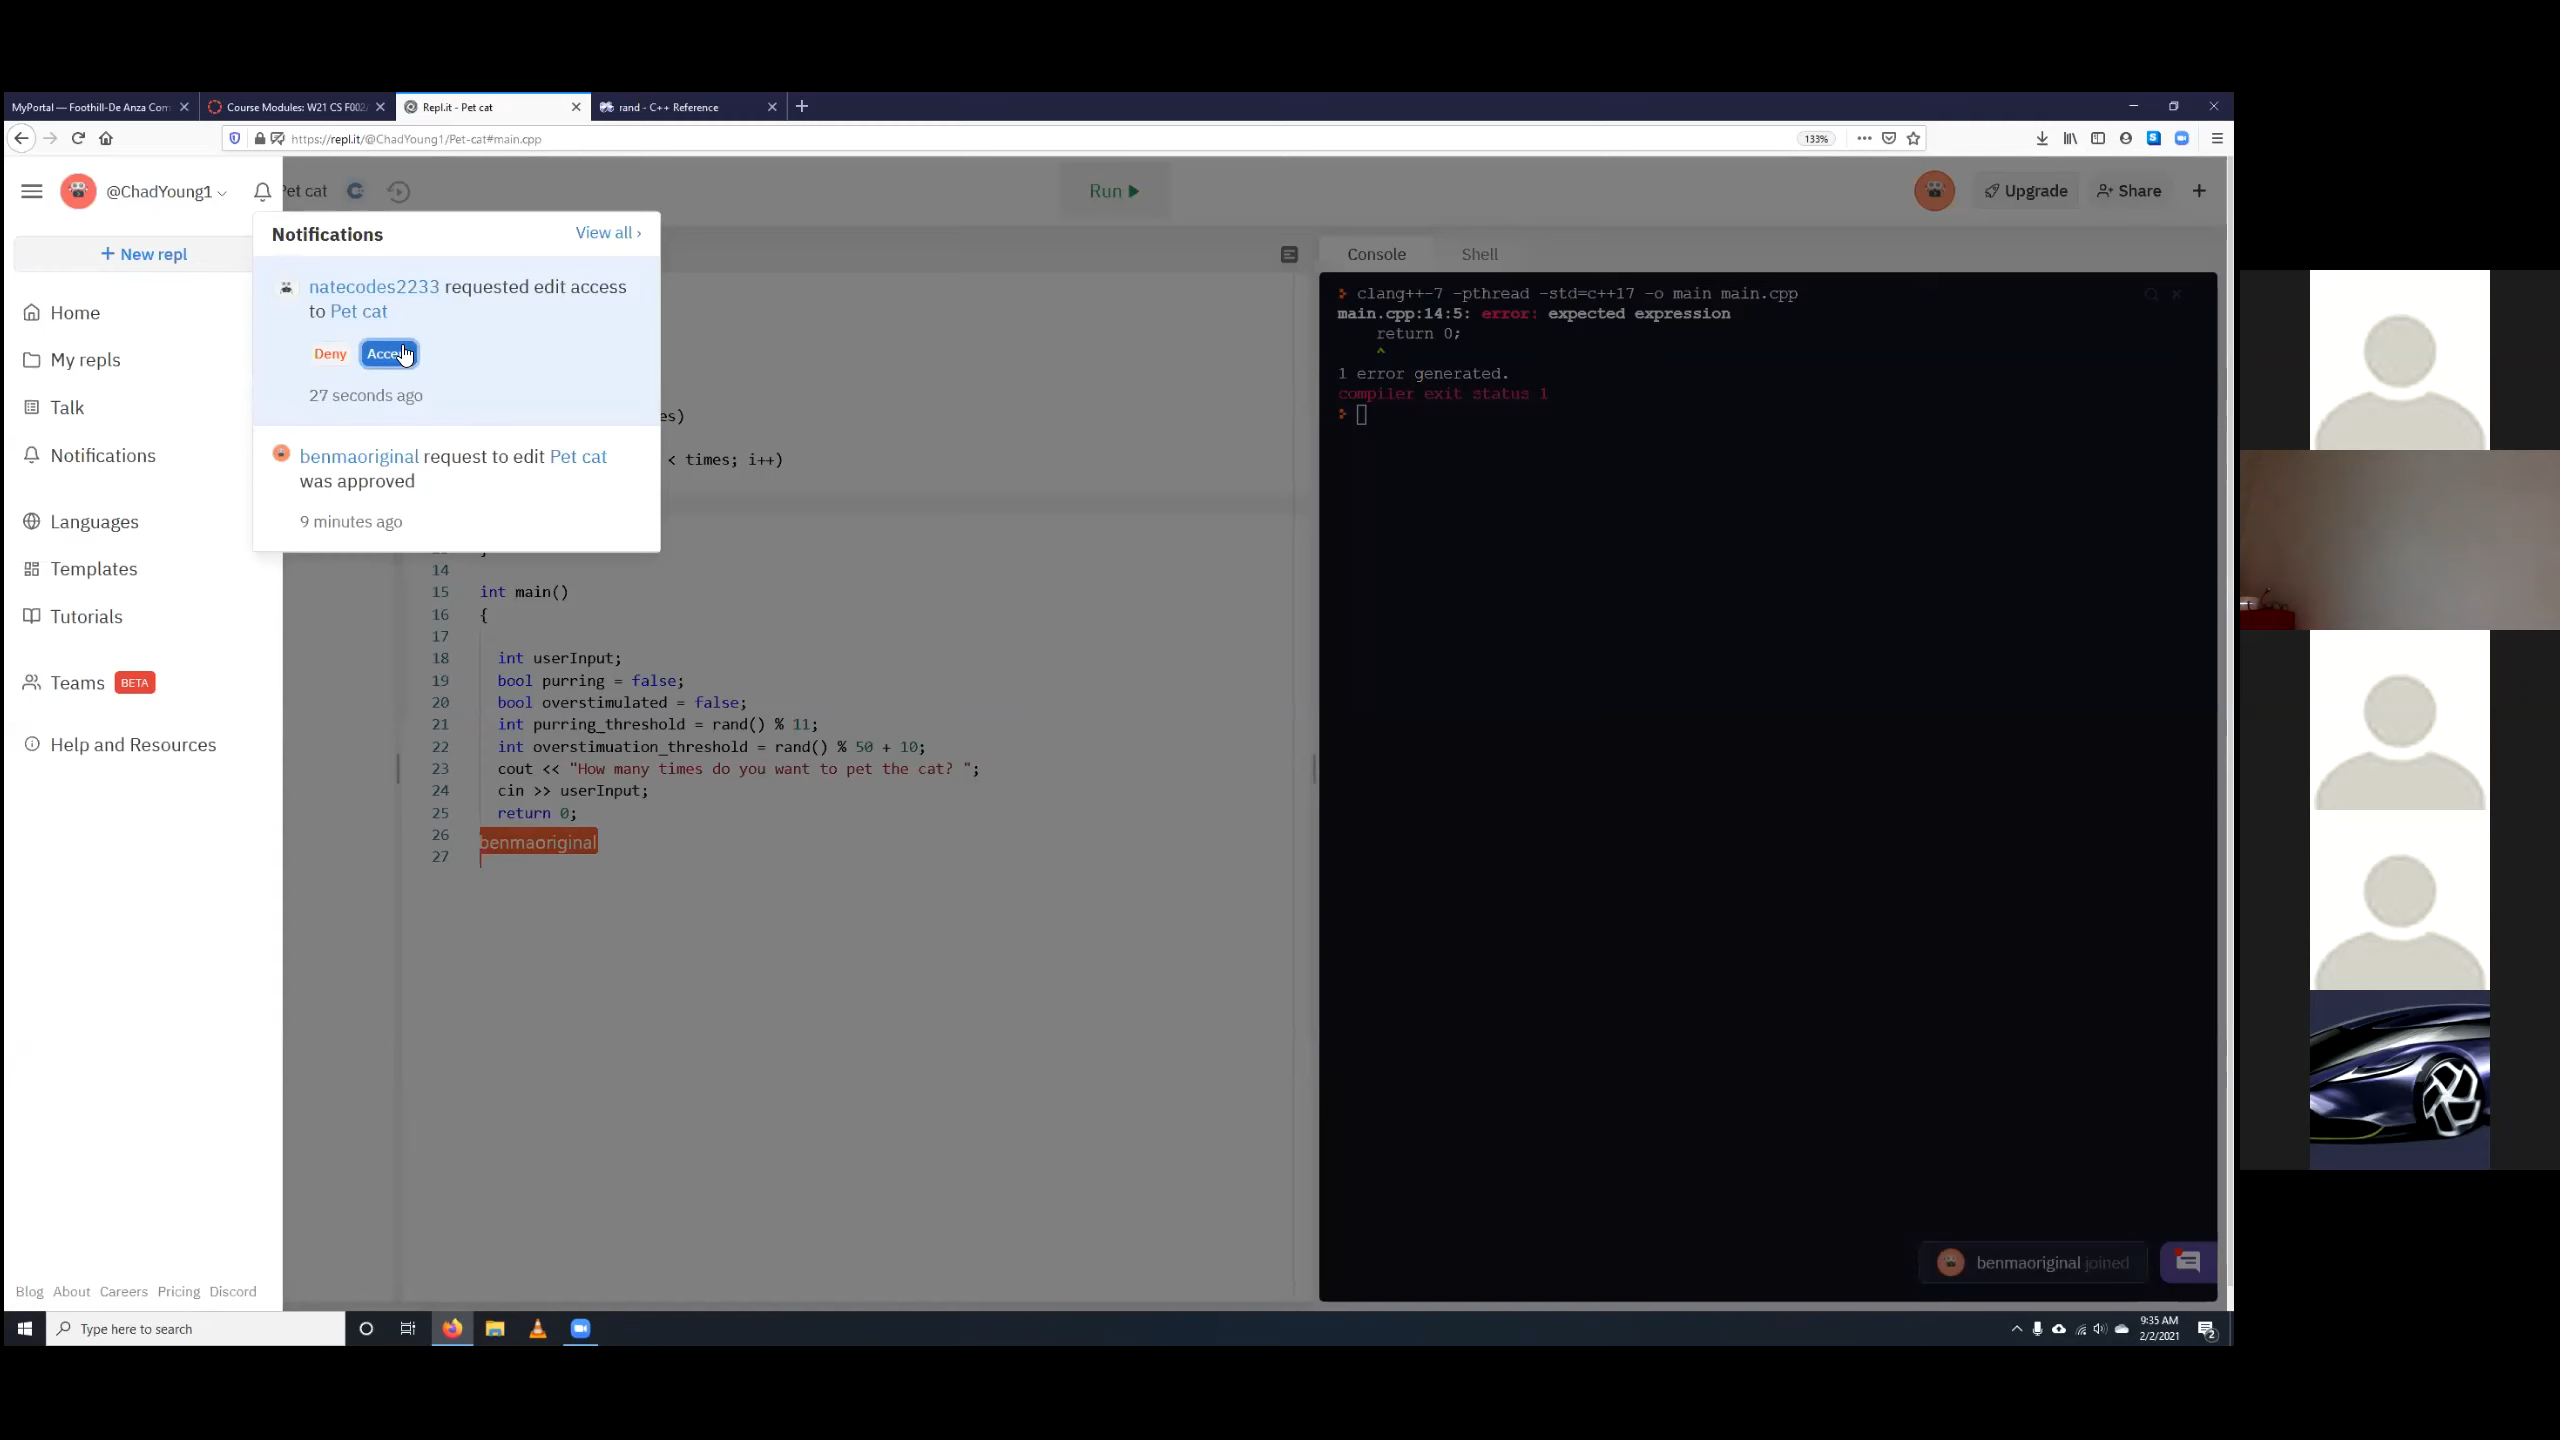 MyPortal — Foothill-De Anza Com
Course Modules: W21 CS F002
Repl.it - Pet cat
rand - C++ Reference
https://repl.it/@ChadYoung1/Pet-cat#main.cpp
133%
@ChadYoung1
Pet cat
Run
Upgrade
Share
Notifications
View all ›
+ New repl
Console
Shell
natecodes2233 requested edit access
to Pet cat
Deny
27 seconds ago
benmaoriginal request to edit Pet cat
was approved
9 minutes ago
Home
My repls
Talk
Notifications
Languages
Templates
Tutorials
Teams BETA
Help and Resources
es)
< times; i++)
14
15 int main()
16 {
17
18 int userInput;
19 bool purring = false;
20 bool overstimulated = false;
21 int purring_threshold = rand() % 11;
22 int overstimuation_threshold = rand() % 50 + 10;
23 cout << "How many times do you want to pet the cat? ";
24 cin >> userInput;
25 return 0;
26 benmaoriginal
27
clang++-7 -pthread -std=c++17 -o main main.cpp
main.cpp:14:5: error: expected expression
return 0;
^
1 error generated.
compiler exit status 1
benmaoriginal joined
Blog About Careers Pricing Discord
Type here to search
9:35 AM
2/2/2021
2